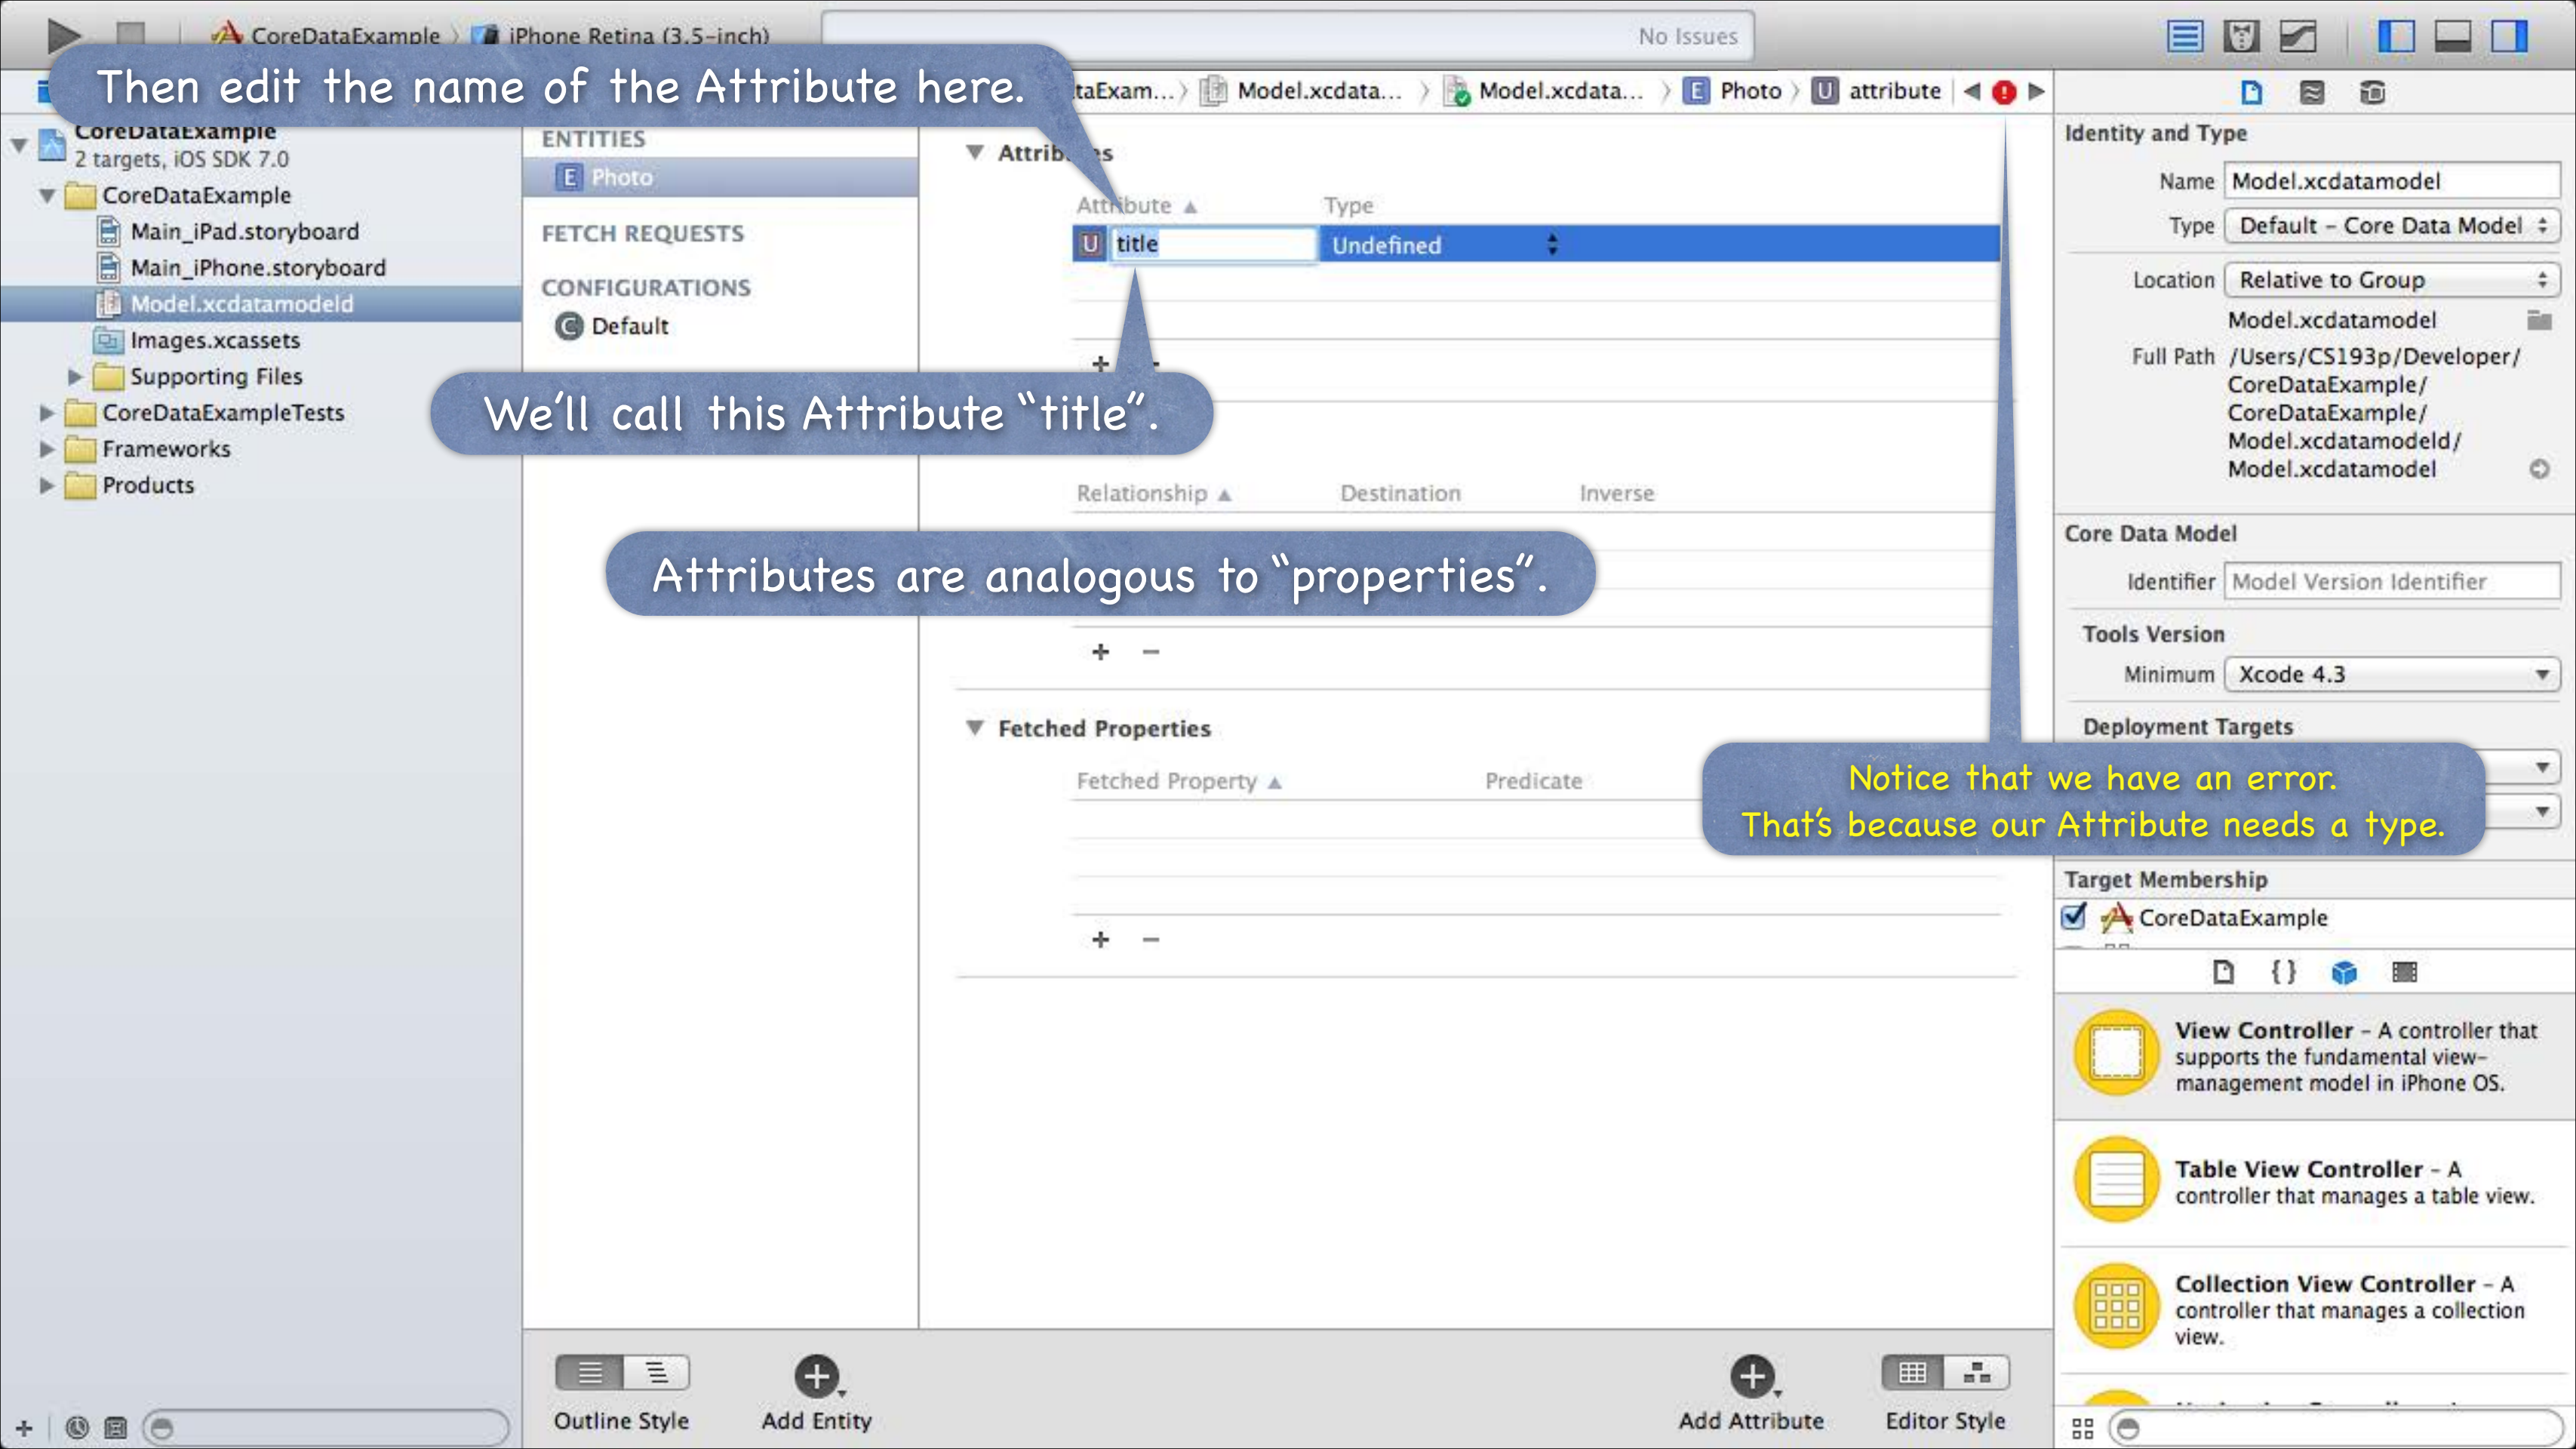 CoreDataExample 〉 iPhone Retina (3.5-inch)
No Issues
Then edit the name of the Attribute here.
taExam... 〉 Model.xcdata... 〉 Model.xcdata... 〉 E Photo 〉 U attribute
CoreDataExample
2 targets, iOS SDK 7.0
CoreDataExample
Main_iPad.storyboard
Main_iPhone.storyboard
Model.xcdatamodeld
Images.xcassets
Supporting Files
CoreDataExampleTests
Frameworks
Products
ENTITIES
E Photo
FETCH REQUESTS
CONFIGURATIONS
C Default
Attributes
Attribute Type
U title Undefined
+ -
We'll call this Attribute “title”.
Relationship Destination Inverse
Attributes are analogous to “properties”.
+ −
Fetched Properties
Fetched Property Predicate
+ −
Notice that we have an error.
That's because our Attribute needs a type.
Identity and Type
Name Model.xcdatamodel
Type Default - Core Data Model
Location Relative to Group
Model.xcdatamodel
Full Path /Users/CS193p/Developer/
CoreDataExample/
CoreDataExample/
Model.xcdatamodeld/
Model.xcdatamodel
Core Data Model
Identifier Model Version Identifier
Tools Version
Minimum Xcode 4.3
Deployment Targets
Target Membership
CoreDataExample
{ }
View Controller - A controller that
supports the fundamental view-
management model in iPhone OS.
Table View Controller - A
controller that manages a table view.
Collection View Controller - A
controller that manages a collection
view.
Outline Style Add Entity Add Attribute Editor Style